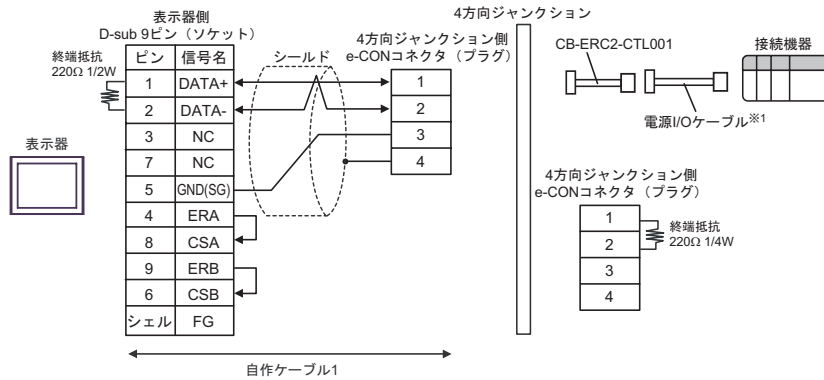 表示器側
D-sub 9ピン（ソケット）
終端抵抗
220Ω 1/2W
ピン 信号名
1 DATA+
2 DATA-
3 NC
7 NC
5 GND(SG)
4 ERA
8 CSA
9 ERB
6 CSB
シェル FG
表示器
シールド
4方向ジャンクション側
e-CONコネクタ（プラグ）
1
2
3
4
自作ケーブル1
4方向ジャンクション
CB-ERC2-CTL001
接続機器
電源I/Oケーブル※1
4方向ジャンクション側
e-CONコネクタ（プラグ）
1
2
3
4
終端抵抗
220Ω 1/4W